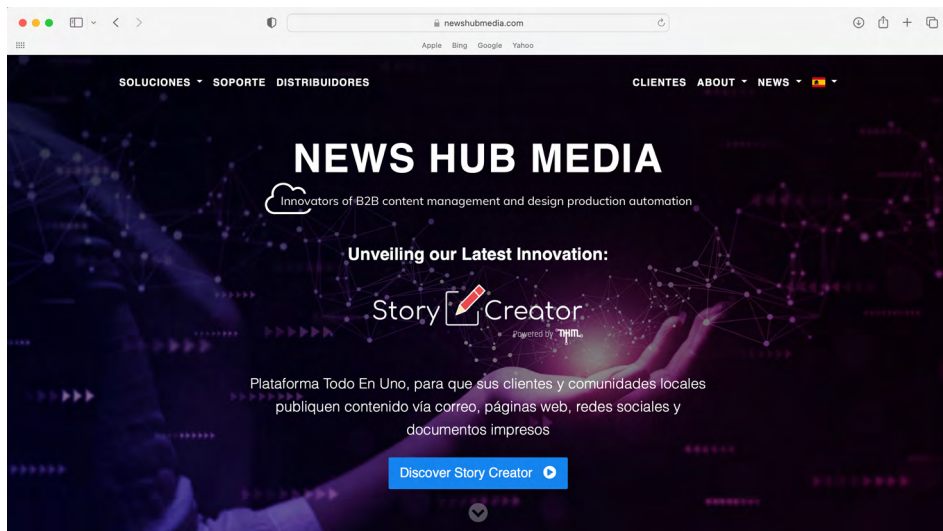 newshubmedia.com
Apple Bing Google Yahoo
SOLUCIONES SOPORTE DISTRIBUIDORES CLIENTES ABOUT NEWS
NEWS HUB MEDIA
Innovators of B2B content management and design production automation
Unveiling our Latest Innovation:
Story Creator
Powered by NHM
Plataforma Todo En Uno, para que sus clientes y comunidades locales
publiquen contenido vía correo, páginas web, redes sociales y
documentos impresos
Discover Story Creator